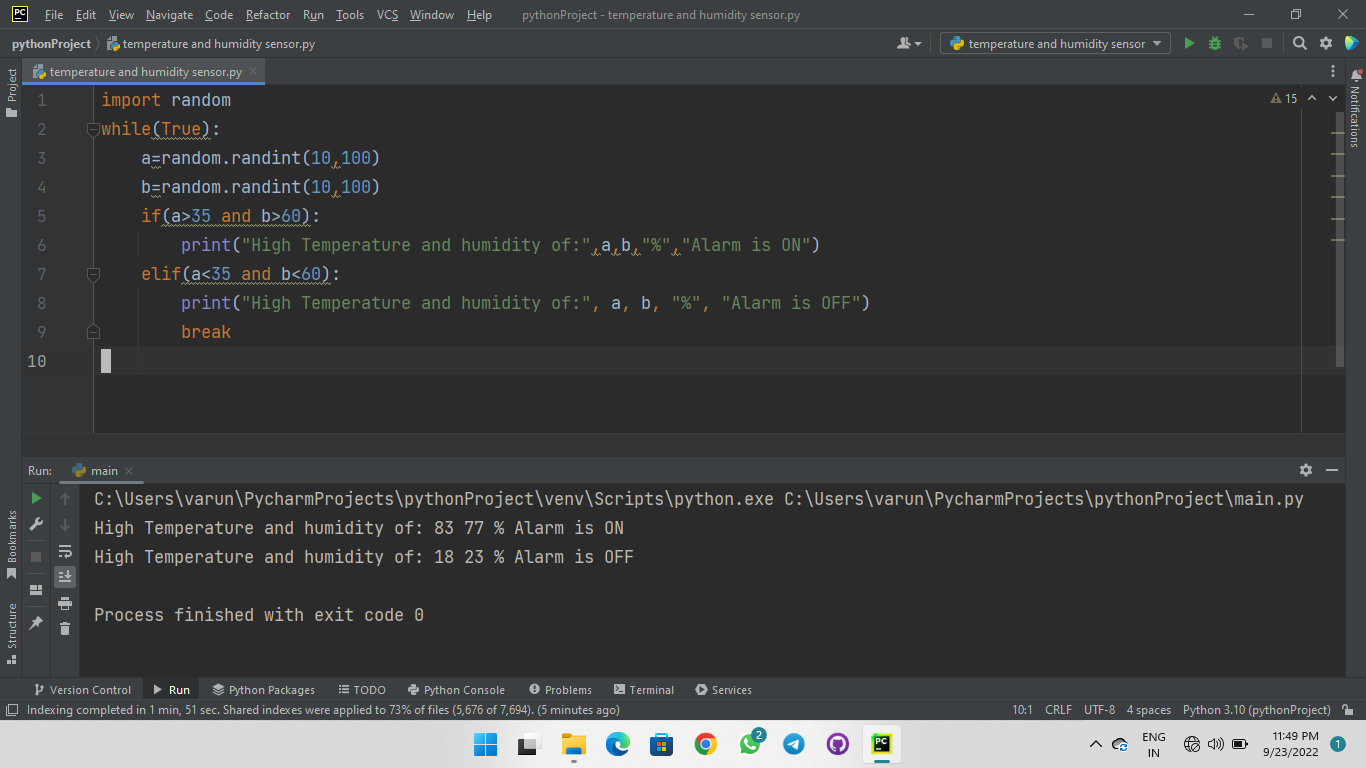 PC File Edit View Navigate Code Refactor Run Tools VCS Window Help pythonProject - temperature and humidity sensor.py
pythonProject temperature and humidity sensor.py temperature and humidity sensor
Project temperature and humidity sensor.py
1 import random
2 while(True):
3 a=random.randint(10,100)
4 b=random.randint(10,100)
5 if(a>35 and b>60):
6 print("High Temperature and humidity of:",a,b,"%","Alarm is ON")
7 elif(a<35 and b<60):
8 print("High Temperature and humidity of:", a, b, "%", "Alarm is OFF")
9 break
10
15
Notifications
Run: main
C:\Users\varun\PycharmProjects\pythonProject\venv\Scripts\python.exe C:\Users\varun\PycharmProjects\pythonProject\main.py
High Temperature and humidity of: 83 77 % Alarm is ON
High Temperature and humidity of: 18 23 % Alarm is OFF
Process finished with exit code 0
Bookmarks
Structure
Version Control Run Python Packages TODO Python Console Problems Terminal Services
Indexing completed in 1 min, 51 sec. Shared indexes were applied to 73% of files (5,676 of 7,694). (5 minutes ago) 10:1 CRLF UTF-8 4 spaces Python 3.10 (pythonProject)
2 PC ENG 11:49 PM
IN 9/23/2022 1